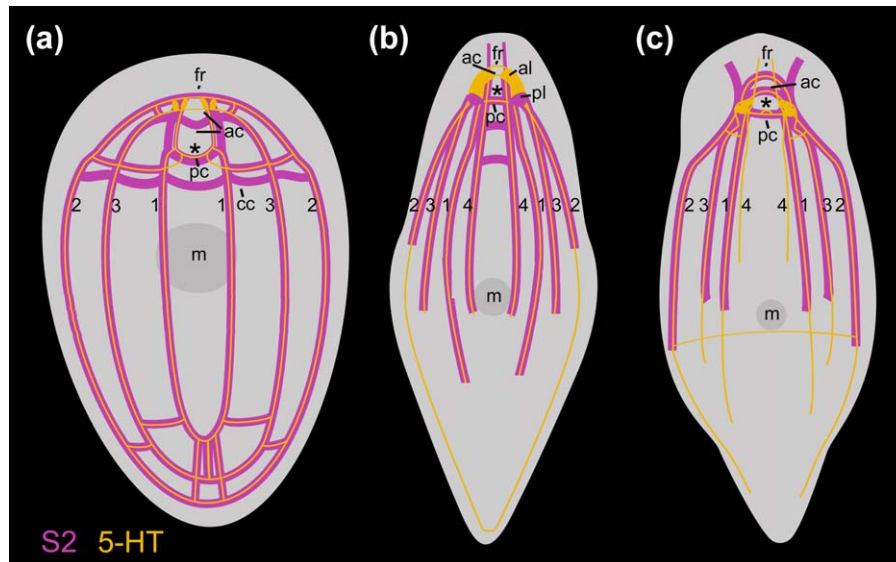 (a) (b) (c)
fr fr fr
ac al ac
ac * pl *
* pc pc
pc
cc
2 3 1 1 3 2 2 3 1 4 4 1 3 2 2 3 1 4 4 1 3 2
m m m
S2 5-HT